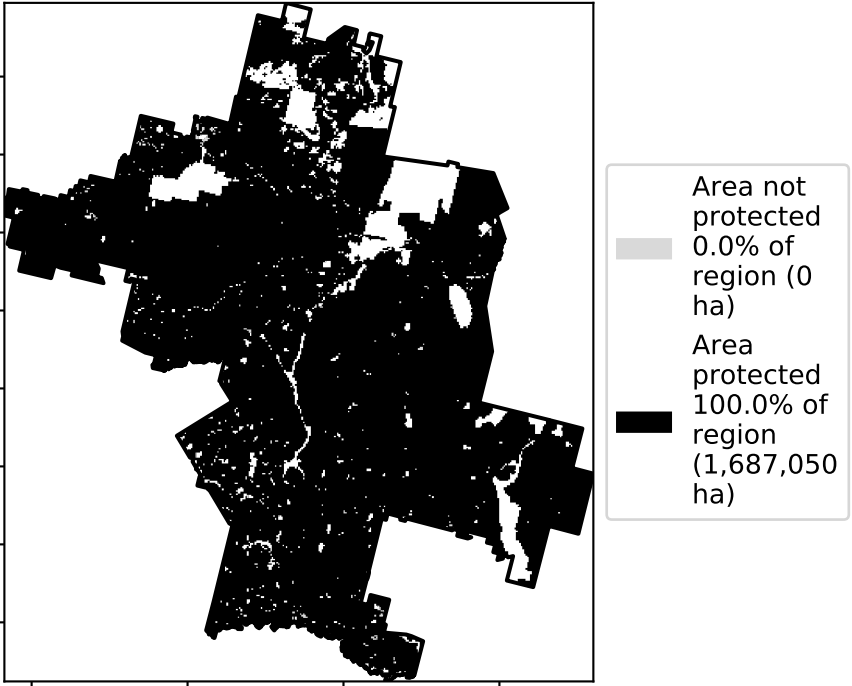 Area not
protected
0.0% of
region (0
ha)
Area
protected
100.0% of
region
(1,687,050
ha)